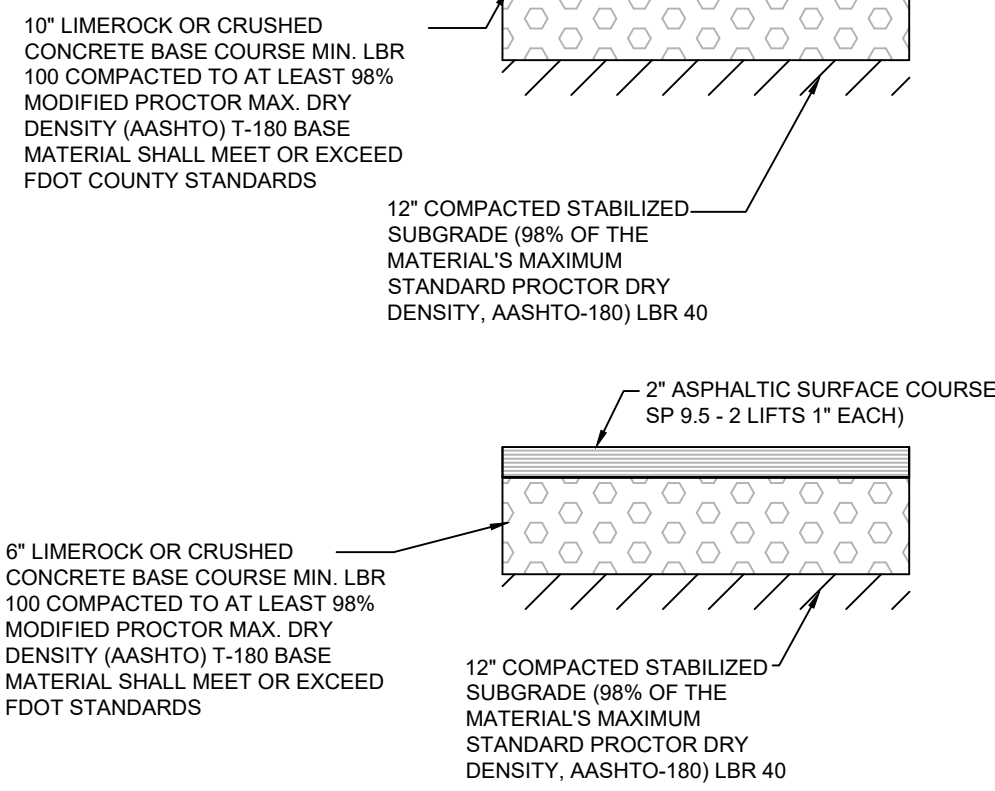 10" LIMEROCK OR CRUSHED
CONCRETE BASE COURSE MIN. LBR
100 COMPACTED TO AT LEAST 98%
MODIFIED PROCTOR MAX. DRY
DENSITY (AASHTO) T-180 BASE
MATERIAL SHALL MEET OR EXCEED
FDOT COUNTY STANDARDS
12" COMPACTED STABILIZED
SUBGRADE (98% OF THE
MATERIAL'S MAXIMUM
STANDARD PROCTOR DRY
DENSITY, AASHTO-180) LBR 40
2" ASPHALTIC SURFACE COURSE
SP 9.5 - 2 LIFTS 1" EACH)
6" LIMEROCK OR CRUSHED
CONCRETE BASE COURSE MIN. LBR
100 COMPACTED TO AT LEAST 98%
MODIFIED PROCTOR MAX. DRY
DENSITY (AASHTO) T-180 BASE
MATERIAL SHALL MEET OR EXCEED
FDOT STANDARDS
12" COMPACTED STABILIZED
SUBGRADE (98% OF THE
MATERIAL'S MAXIMUM
STANDARD PROCTOR DRY
DENSITY, AASHTO-180) LBR 40